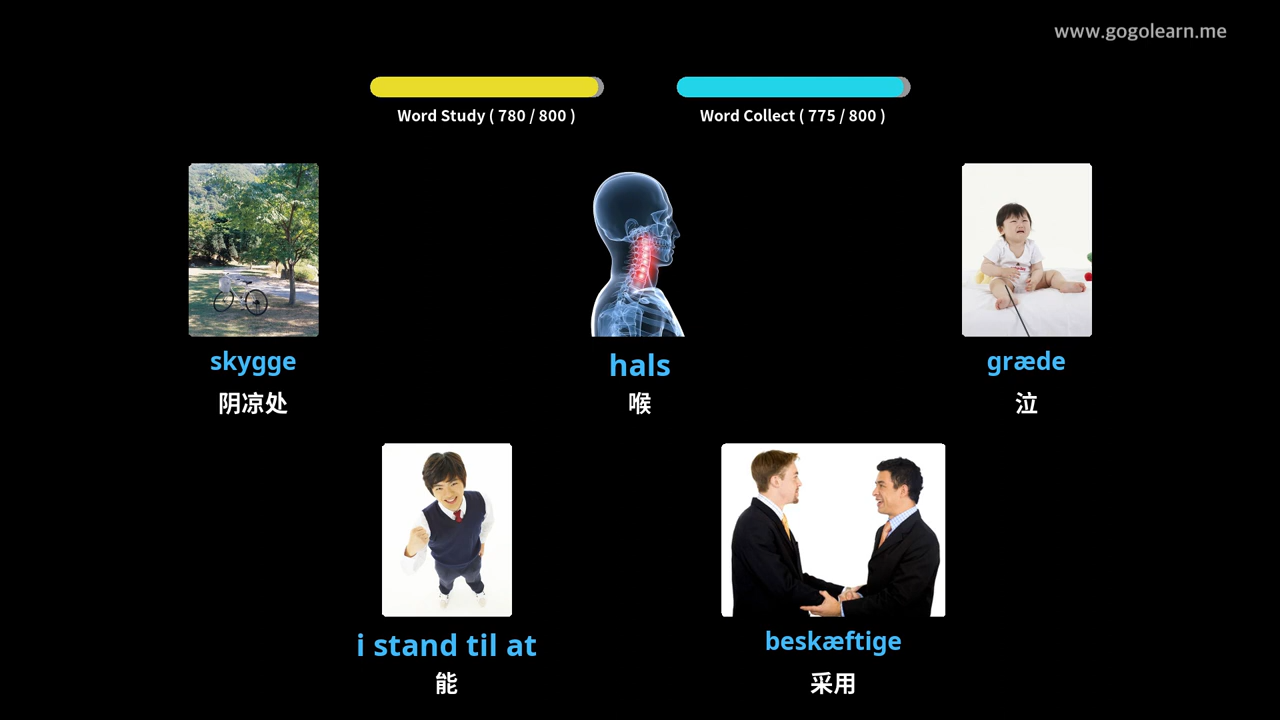 www.gogolearn.me
Word Study ( 780 / 800 )
Word Collect ( 775 / 800 )
skygge
hals
græde
阴凉处
喉
泣
i stand til at
beskæftige
能
采用